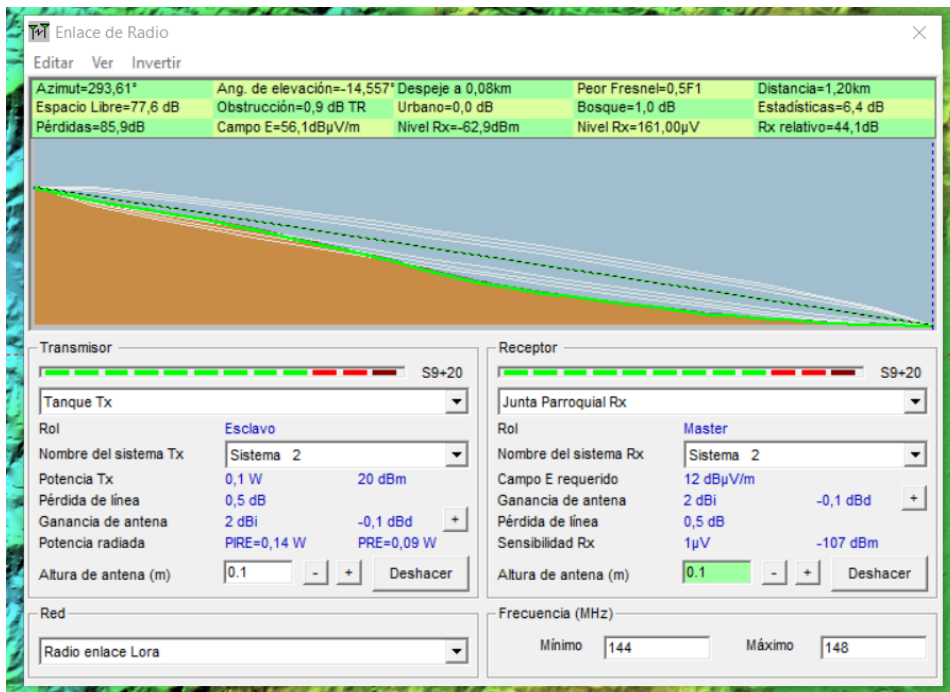 Enlace de Radio
Editar Ver Invertir
Azimut=293,61° Ang. de elevación=-14,557° Despeje a 0,08km Peor Fresnel=0,5F1 Distancia=1,20km
Espacio Libre=77,6 dB Obstrucción=0,9 dB TR Urbano=0,0 dB Bosque=1,0 dB Estadísticas=6,4 dB
Pérdidas=85,9dB Campo E=56,1dBµV/m Nivel Rx=-62,9dBm Nivel Rx=161,00µV Rx relativo=44,1dB
Transmisor
S9+20
Tanque Tx
Rol Esclavo
Nombre del sistema Tx Sistema 2
Potencia Tx 0,1 W 20 dBm
Pérdida de línea 0,5 dB
Ganancia de antena 2 dBi -0,1 dBd +
Potencia radiada PIRE=0,14 W PRE=0,09 W
Altura de antena (m) 0.1 - + Deshacer
Red
Radio enlace Lora
Receptor
S9+20
Junta Parroquial Rx
Rol Master
Nombre del sistema Rx Sistema 2
Campo E requerido 12 dBµV/m
Ganancia de antena 2 dBi -0,1 dBd +
Pérdida de línea 0,5 dB
Sensibilidad Rx 1µV -107 dBm
Altura de antena (m) 0.1 - + Deshacer
Frecuencia (MHz)
Mínimo 144 Máximo 148